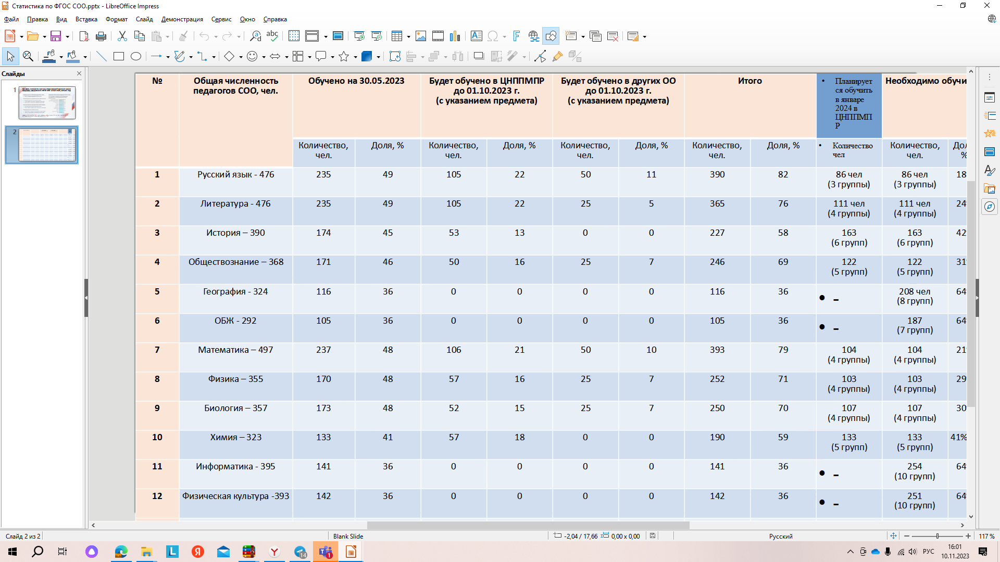 Статистика по ФГОС СОО.pptx - LibreOffice Impress
Файл Правка Вид Вставка Формат Слайд Демонстрация Сервис Окно Справка
Слайды
1
2
№ Общая численность педагогов СОО, чел. Обучено на 30.05.2023 Будет обучено в ЦНППМПР до 01.10.2023 г. (с указанием предмета) Будет обучено в других ОО до 01.10.2023 г. (с указанием предмета) Итого • Планирует ся обучить в январе 2024 в ЦНППМП Р Необходимо обучи
Количество, чел. Доля, % Количество, чел. Доля, % Количество, чел. Доля, % Количество, чел. Доля, % • Количество чел Количество, чел. Дол %
1 Русский язык - 476 235 49 105 22 50 11 390 82 86 чел (3 группы) 86 чел (3 группы) 18
2 Литература - 476 235 49 105 22 25 5 365 76 111 чел (4 группы) 111 чел (4 группы) 24
3 История – 390 174 45 53 13 0 0 227 58 163 (6 групп) 163 (6 групп) 42
4 Обществознание – 368 171 46 50 16 25 7 246 69 122 (5 групп) 122 (5 групп) 31
5 География - 324 116 36 0 0 0 0 116 36 • – 208 чел (8 групп) 64
6 ОБЖ - 292 105 36 0 0 0 0 105 36 • – 187 (7 групп) 64
7 Математика – 497 237 48 106 21 50 10 393 79 104 (4 группы) 104 (4 группы) 21
8 Физика – 355 170 48 57 16 25 7 252 71 103 (4 группы) 103 (4 группы) 29
9 Биология – 357 173 48 52 15 25 7 250 70 107 (4 группы) 107 (4 группы) 30
10 Химия – 323 133 41 57 18 0 0 190 59 133 (5 групп) 133 (5 групп) 41%
11 Информатика - 395 141 36 0 0 0 0 141 36 • – 254 (10 групп) 64
12 Физическая культура -393 142 36 0 0 0 0 142 36 • – 251 (10 групп) 64
Слайд 2 из 2 Blank Slide -2,04 / 17,66 0,00 x 0,00 Русский 117 %
14 1 РУС 16:01
10.11.2023